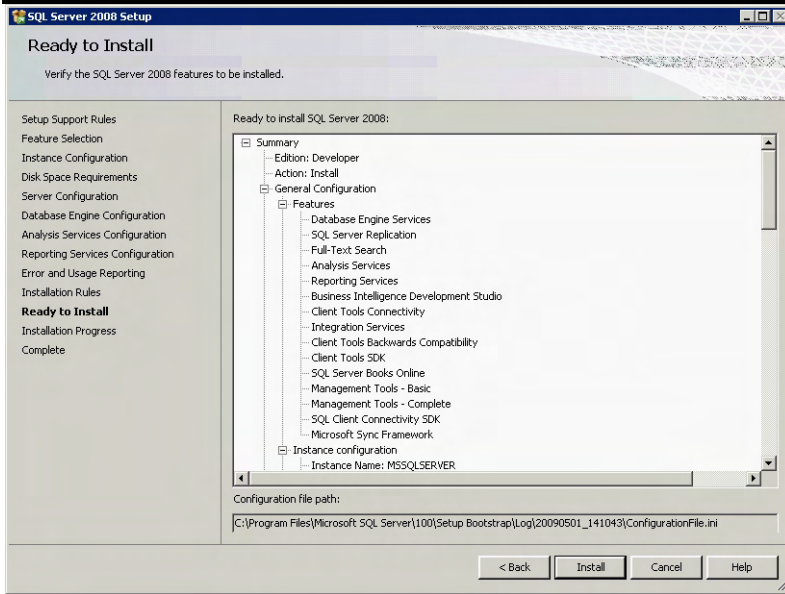 SQL Server 2008 Setup
Ready to Install
Verify the SQL Server 2008 features to be installed.
Setup Support Rules
Feature Selection
Instance Configuration
Disk Space Requirements
Server Configuration
Database Engine Configuration
Analysis Services Configuration
Reporting Services Configuration
Error and Usage Reporting
Installation Rules
Ready to Install
Installation Progress
Complete
Ready to install SQL Server 2008:
Summary
Edition: Developer
Action: Install
General Configuration
Features
Database Engine Services
SQL Server Replication
Full-Text Search
Analysis Services
Reporting Services
Business Intelligence Development Studio
Client Tools Connectivity
Integration Services
Client Tools Backwards Compatibility
Client Tools SDK
SQL Server Books Online
Management Tools - Basic
Management Tools - Complete
SQL Client Connectivity SDK
Microsoft Sync Framework
Instance configuration
Instance Name: MSSQLSERVER
Configuration file path:
C:\Program Files\Microsoft SQL Server\100\Setup Bootstrap\Log\20090501_141043\ConfigurationFile.ini
< Back
Install
Cancel
Help